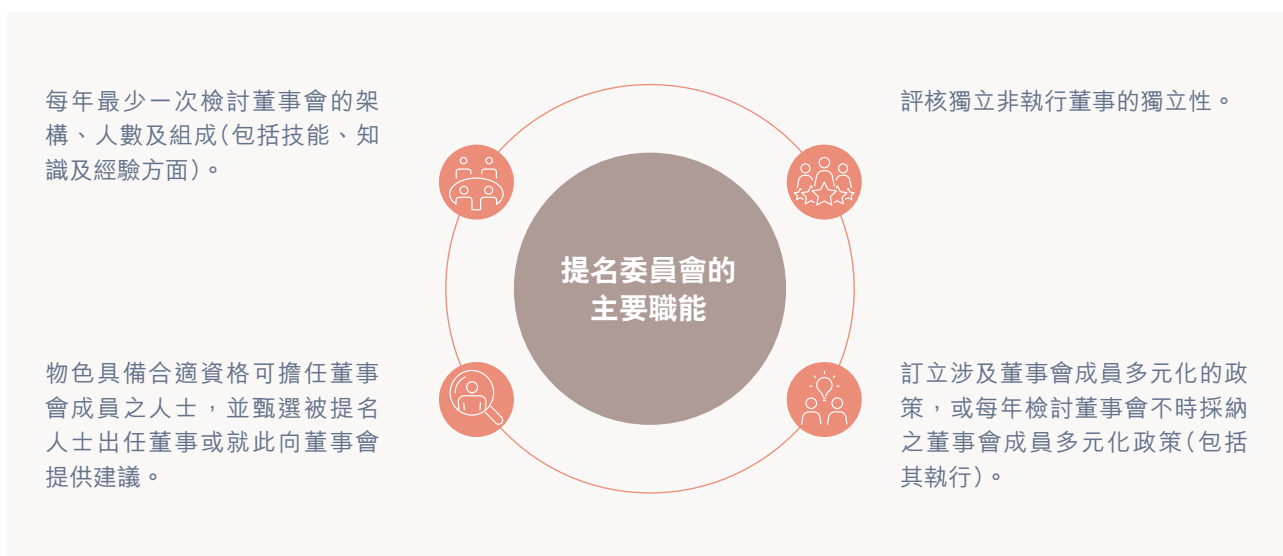 每年最少一次檢討董事會的架
構、人數及組成(包括技能、知
識及經驗方面)。
評核獨立非執行董事的獨立性。
提名委員會的
主要職能
物色具備合適資格可擔任董事
會成員之人士，並甄選被提名
人士出任董事或就此向董事會
提供建議。
訂立涉及董事會成員多元化的政
策，或每年檢討董事會不時採納
之董事會成員多元化政策(包括
其執行)。